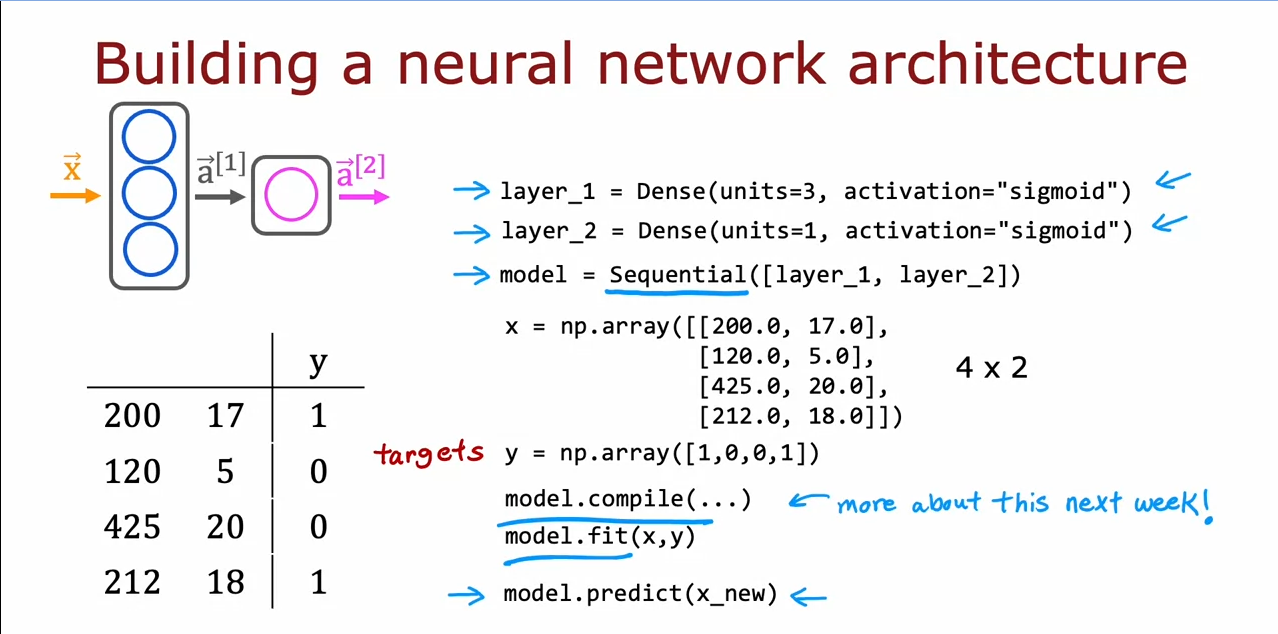 Building a neural network architecture
x⃗
a⃗[1]
a⃗[2]
→ layer_1 = Dense(units=3, activation="sigmoid") ←
→ layer_2 = Dense(units=1, activation="sigmoid") ←
→ model = Sequential([layer_1, layer_2])
x = np.array([[200.0, 17.0],
[120.0, 5.0],
[425.0, 20.0],
[212.0, 18.0]])
4 x 2
targets y = np.array([1,0,0,1])
model.compile(...) ← more about this next week!
model.fit(x,y)
→ model.predict(x_new) ←
y
200 17 1
120 5 0
425 20 0
212 18 1